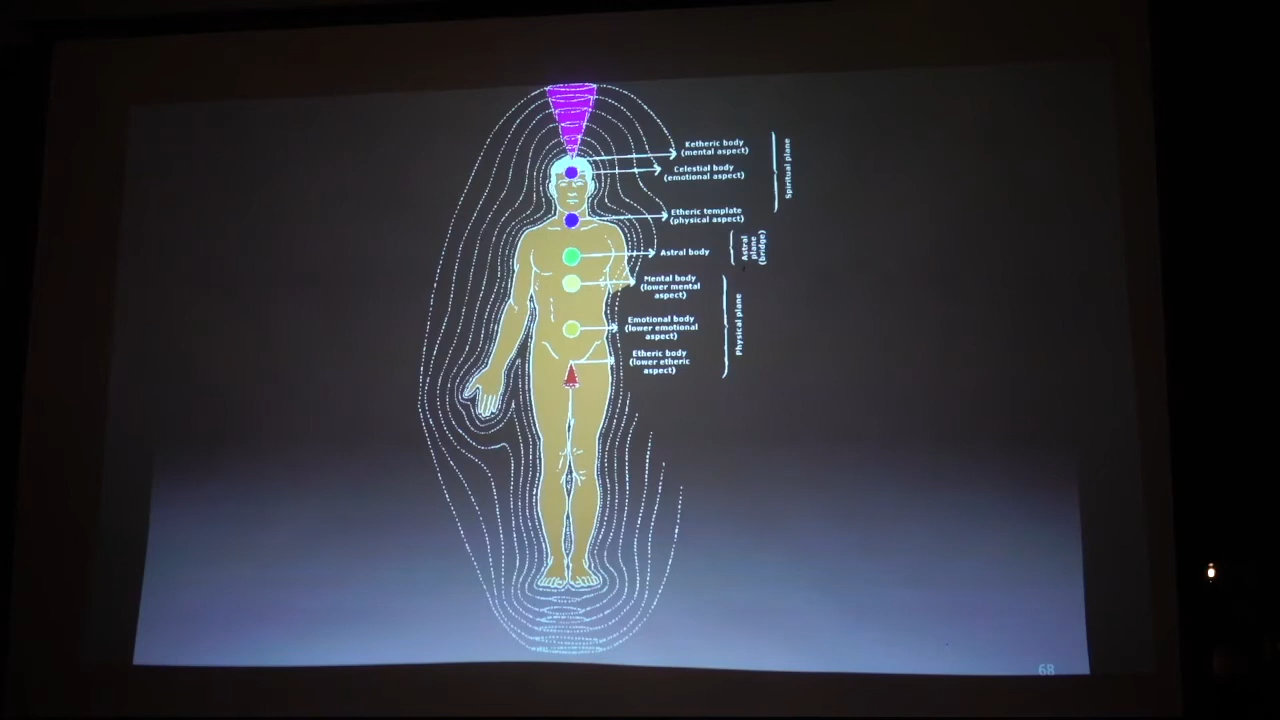 Ketheric body
(mental aspect)
Celestial body
(emotional aspect)
Spiritual plane
Etheric template
(physical aspect)
Astral body
Astral
plane
(bridge)
Mental body
(lower mental
aspect)
Emotional body
(lower emotional
aspect)
Physical plane
Etheric body
(lower etheric
aspect)
68